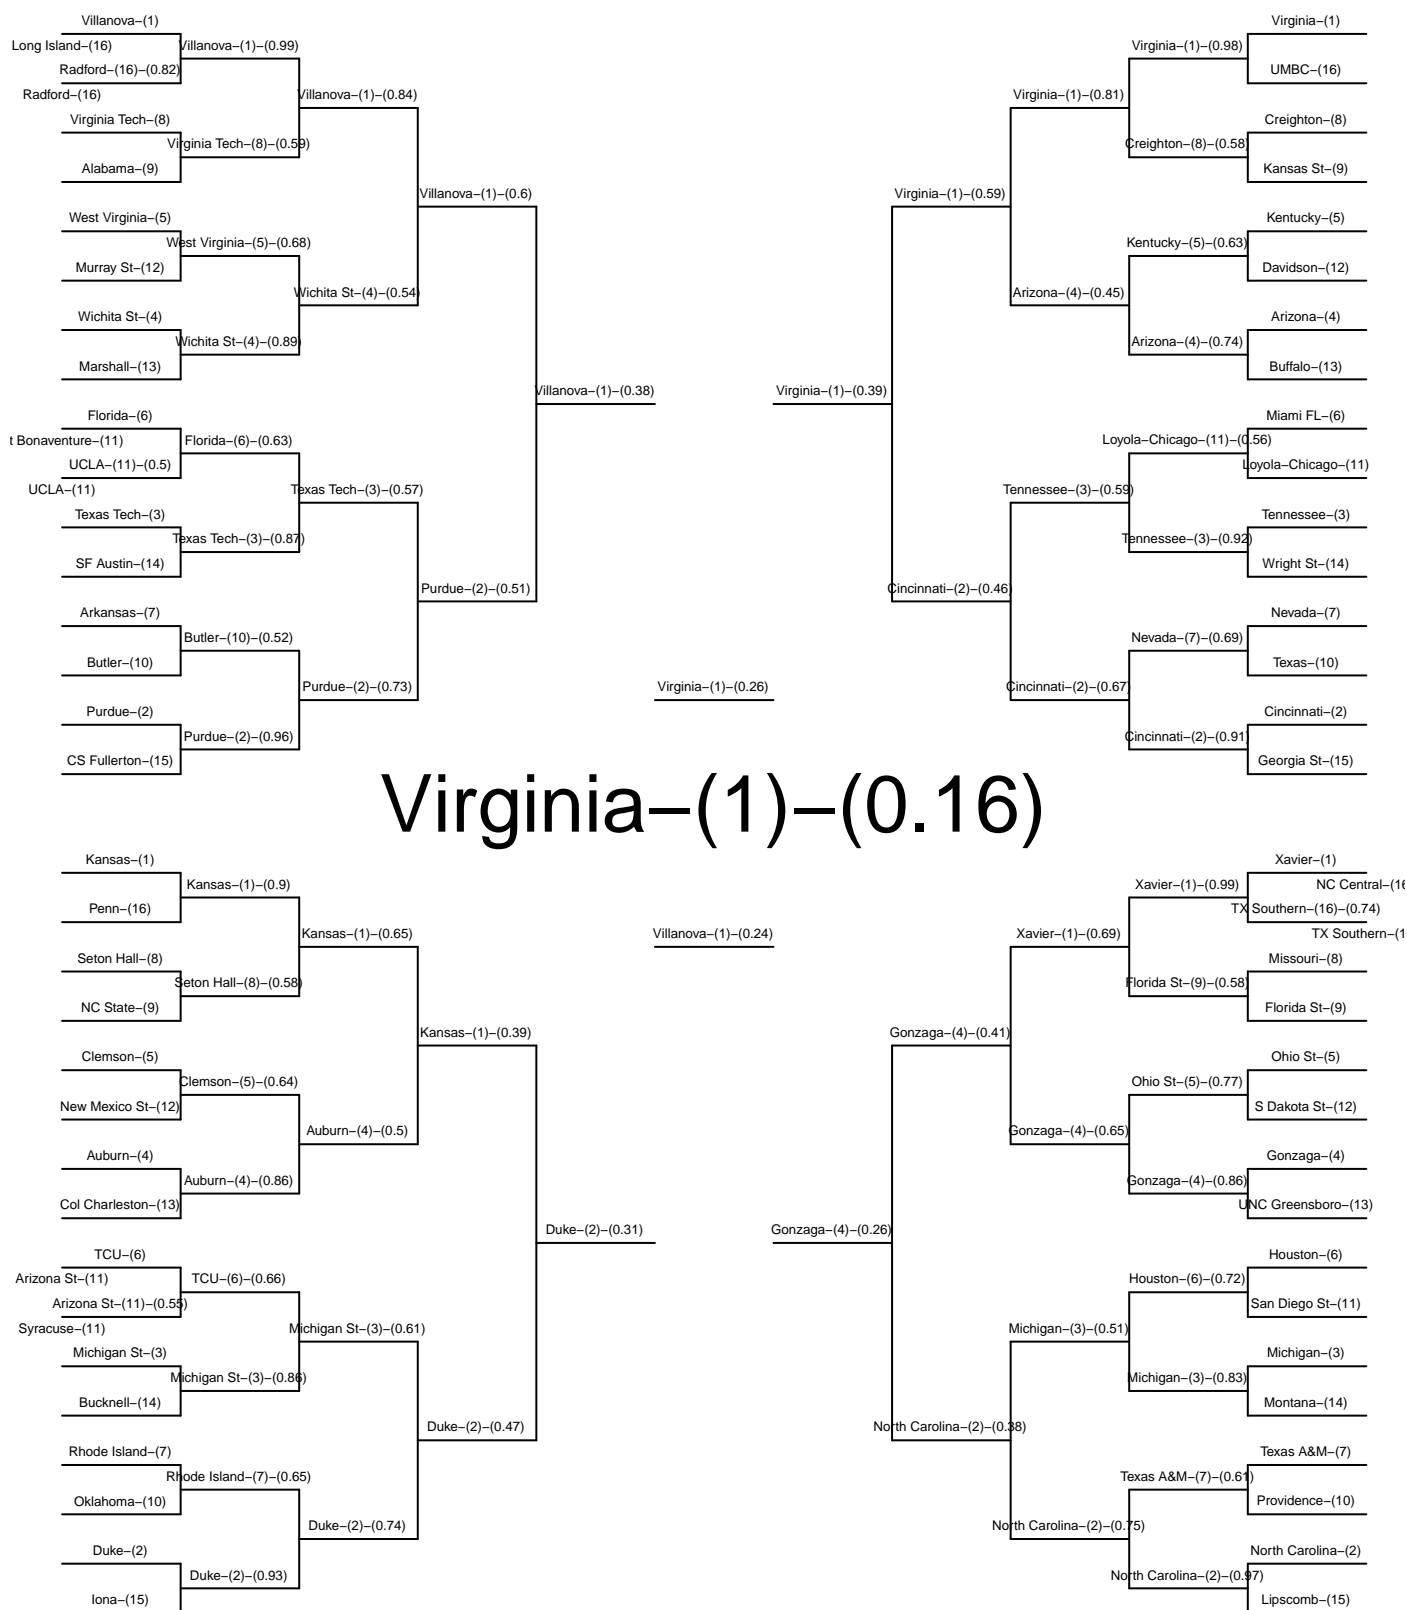 Villanova−(1)
Long Island−(16)
Villanova−(1)−(0.99)
Radford−(16)−(0.82)
Radford−(16)
Villanova−(1)−(0.84)
Virginia Tech−(8)
Virginia Tech−(8)−(0.59)
Alabama−(9)
Villanova−(1)−(0.6)
West Virginia−(5)
West Virginia−(5)−(0.68)
Murray St−(12)
Wichita St−(4)−(0.54)
Wichita St−(4)
Wichita St−(4)−(0.89)
Marshall−(13)
Villanova−(1)−(0.38)
Florida−(6)
t Bonaventure−(11)
Florida−(6)−(0.63)
UCLA−(11)−(0.5)
UCLA−(11)
Texas Tech−(3)−(0.57)
Texas Tech−(3)
Texas Tech−(3)−(0.87)
SF Austin−(14)
Purdue−(2)−(0.51)
Arkansas−(7)
Butler−(10)−(0.52)
Butler−(10)
Purdue−(2)−(0.73)
Purdue−(2)
Purdue−(2)−(0.96)
CS Fullerton−(15)
Virginia−(1)
Virginia−(1)−(0.98)
UMBC−(16)
Virginia−(1)−(0.81)
Creighton−(8)
Creighton−(8)−(0.58)
Kansas St−(9)
Virginia−(1)−(0.59)
Kentucky−(5)
Kentucky−(5)−(0.63)
Davidson−(12)
Arizona−(4)−(0.45)
Arizona−(4)
Arizona−(4)−(0.74)
Buffalo−(13)
Virginia−(1)−(0.39)
Miami FL−(6)
Loyola−Chicago−(11)−(0.56)
Loyola−Chicago−(11)
Tennessee−(3)−(0.59)
Tennessee−(3)
Tennessee−(3)−(0.92)
Wright St−(14)
Cincinnati−(2)−(0.46)
Nevada−(7)
Nevada−(7)−(0.69)
Texas−(10)
Cincinnati−(2)−(0.67)
Cincinnati−(2)
Cincinnati−(2)−(0.91)
Georgia St−(15)
Virginia−(1)−(0.26)
Virginia−(1)−(0.16)
Villanova−(1)−(0.24)
Kansas−(1)
Kansas−(1)−(0.9)
Penn−(16)
Kansas−(1)−(0.65)
Seton Hall−(8)
Seton Hall−(8)−(0.58)
NC State−(9)
Kansas−(1)−(0.39)
Clemson−(5)
Clemson−(5)−(0.64)
New Mexico St−(12)
Auburn−(4)−(0.5)
Auburn−(4)
Auburn−(4)−(0.86)
Col Charleston−(13)
Duke−(2)−(0.31)
TCU−(6)
Arizona St−(11)
TCU−(6)−(0.66)
Arizona St−(11)−(0.55)
Syracuse−(11)
Michigan St−(3)−(0.61)
Michigan St−(3)
Michigan St−(3)−(0.86)
Bucknell−(14)
Duke−(2)−(0.47)
Rhode Island−(7)
Rhode Island−(7)−(0.65)
Oklahoma−(10)
Duke−(2)−(0.74)
Duke−(2)
Duke−(2)−(0.93)
Iona−(15)
Xavier−(1)
Xavier−(1)−(0.99)
NC Central−(16
TX Southern−(16)−(0.74)
TX Southern−(1
Xavier−(1)−(0.69)
Missouri−(8)
Florida St−(9)−(0.58)
Florida St−(9)
Gonzaga−(4)−(0.41)
Ohio St−(5)
Ohio St−(5)−(0.77)
S Dakota St−(12)
Gonzaga−(4)−(0.65)
Gonzaga−(4)
Gonzaga−(4)−(0.86)
UNC Greensboro−(13)
Gonzaga−(4)−(0.26)
Houston−(6)
Houston−(6)−(0.72)
San Diego St−(11)
Michigan−(3)−(0.51)
Michigan−(3)
Michigan−(3)−(0.83)
Montana−(14)
North Carolina−(2)−(0.38)
Texas A&M−(7)
Texas A&M−(7)−(0.61)
Providence−(10)
North Carolina−(2)−(0.75)
North Carolina−(2)
North Carolina−(2)−(0.97)
Lipscomb−(15)